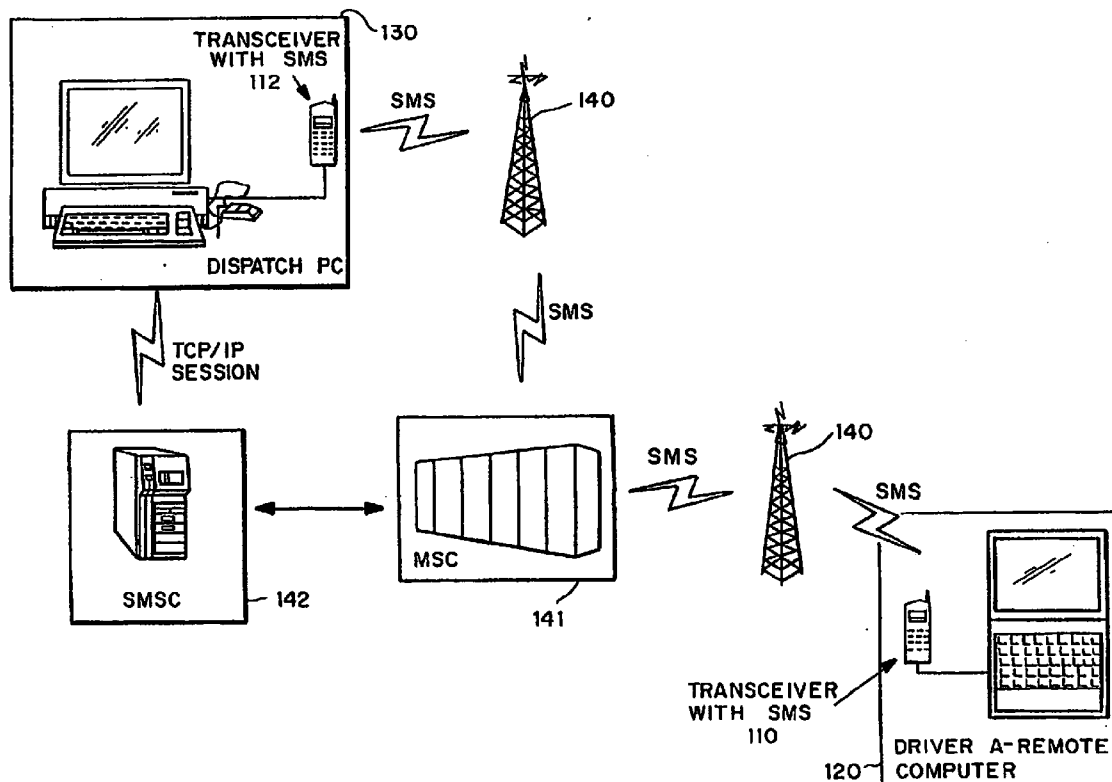 130
TRANSCEIVER
WITH SMS
112
SMS
140
DISPATCH PC
SMS
TCP/IP
SESSION
140
SMS
SMS
MSC
SMSC
142
141
TRANSCEIVER
WITH SMS
110
DRIVER A-REMOTE
COMPUTER
120